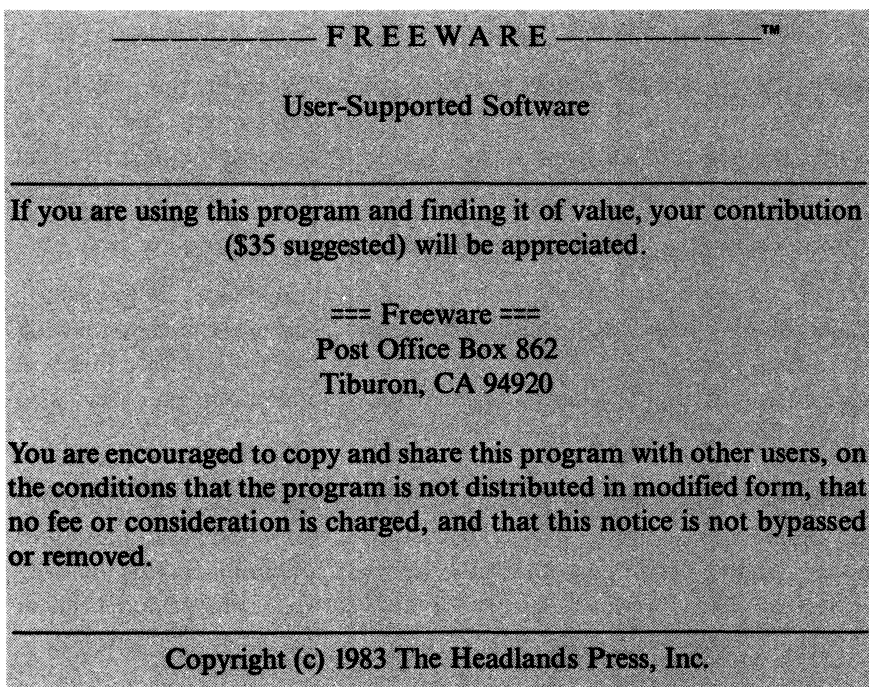 FREEWARE™
User-Supported Software
If you are using this program and finding it of value, your contribution
($35 suggested) will be appreciated.
=== Freeware ===
Post Office Box 862
Tiburon, CA 94920
You are encouraged to copy and share this program with other users, on
the conditions that the program is not distributed in modified form, that
no fee or consideration is charged, and that this notice is not bypassed
or removed.
Copyright (c) 1983 The Headlands Press, Inc.